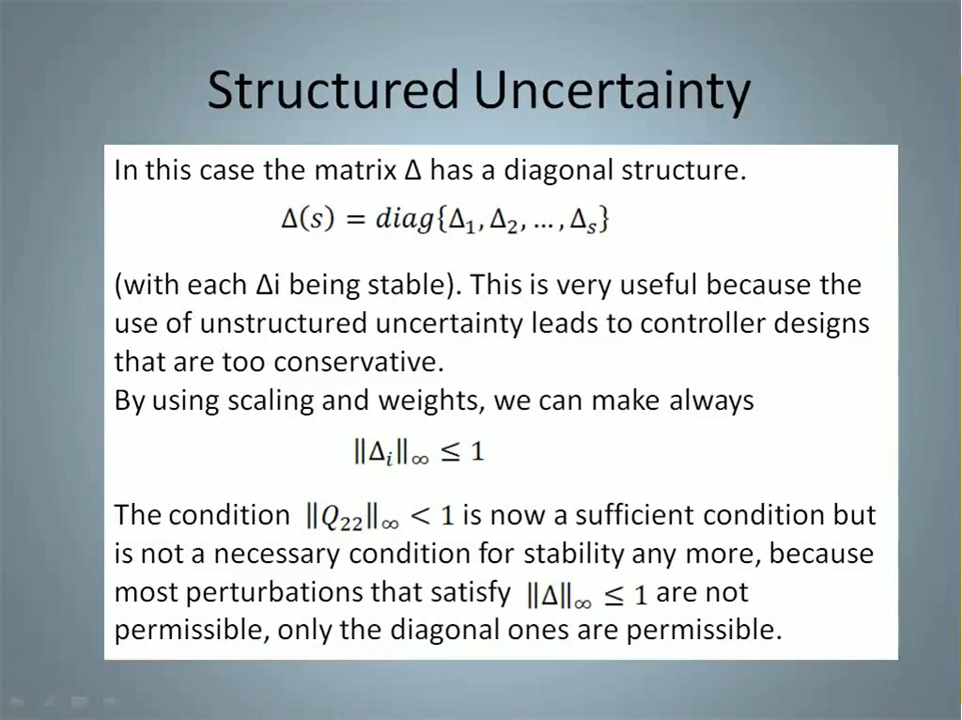 Structured Uncertainty
In this case the matrix Δ has a diagonal structure.
Δ(s) = diag{Δ₁, Δ₂, …, Δₛ}
(with each Δi being stable). This is very useful because the
use of unstructured uncertainty leads to controller designs
that are too conservative.
By using scaling and weights, we can make always
‖Δᵢ‖∞ ≤ 1
The condition ‖Q₂₂‖∞ < 1 is now a sufficient condition but
is not a necessary condition for stability any more, because
most perturbations that satisfy ‖Δ‖∞ ≤ 1 are not
permissible, only the diagonal ones are permissible.